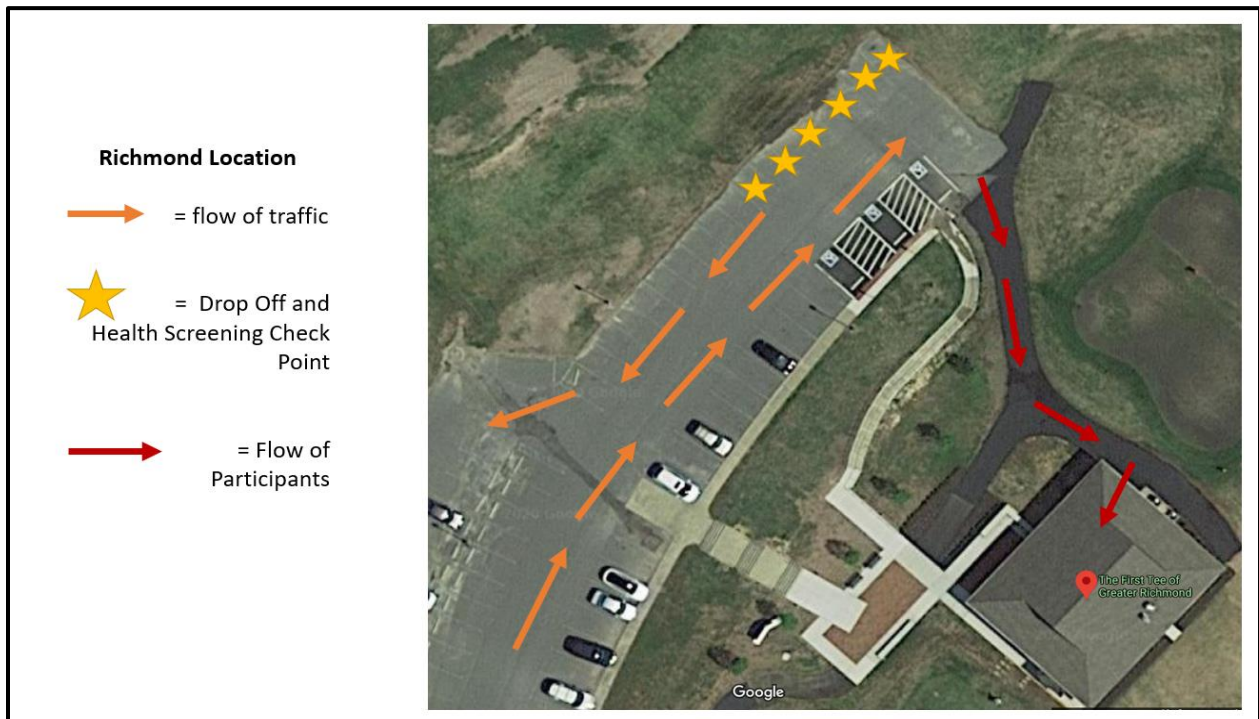 Richmond Location
= flow of traffic
= Drop Off and
Health Screening Check
Point
= Flow of
Participants
The First Tee of
Greater Richmond
Google